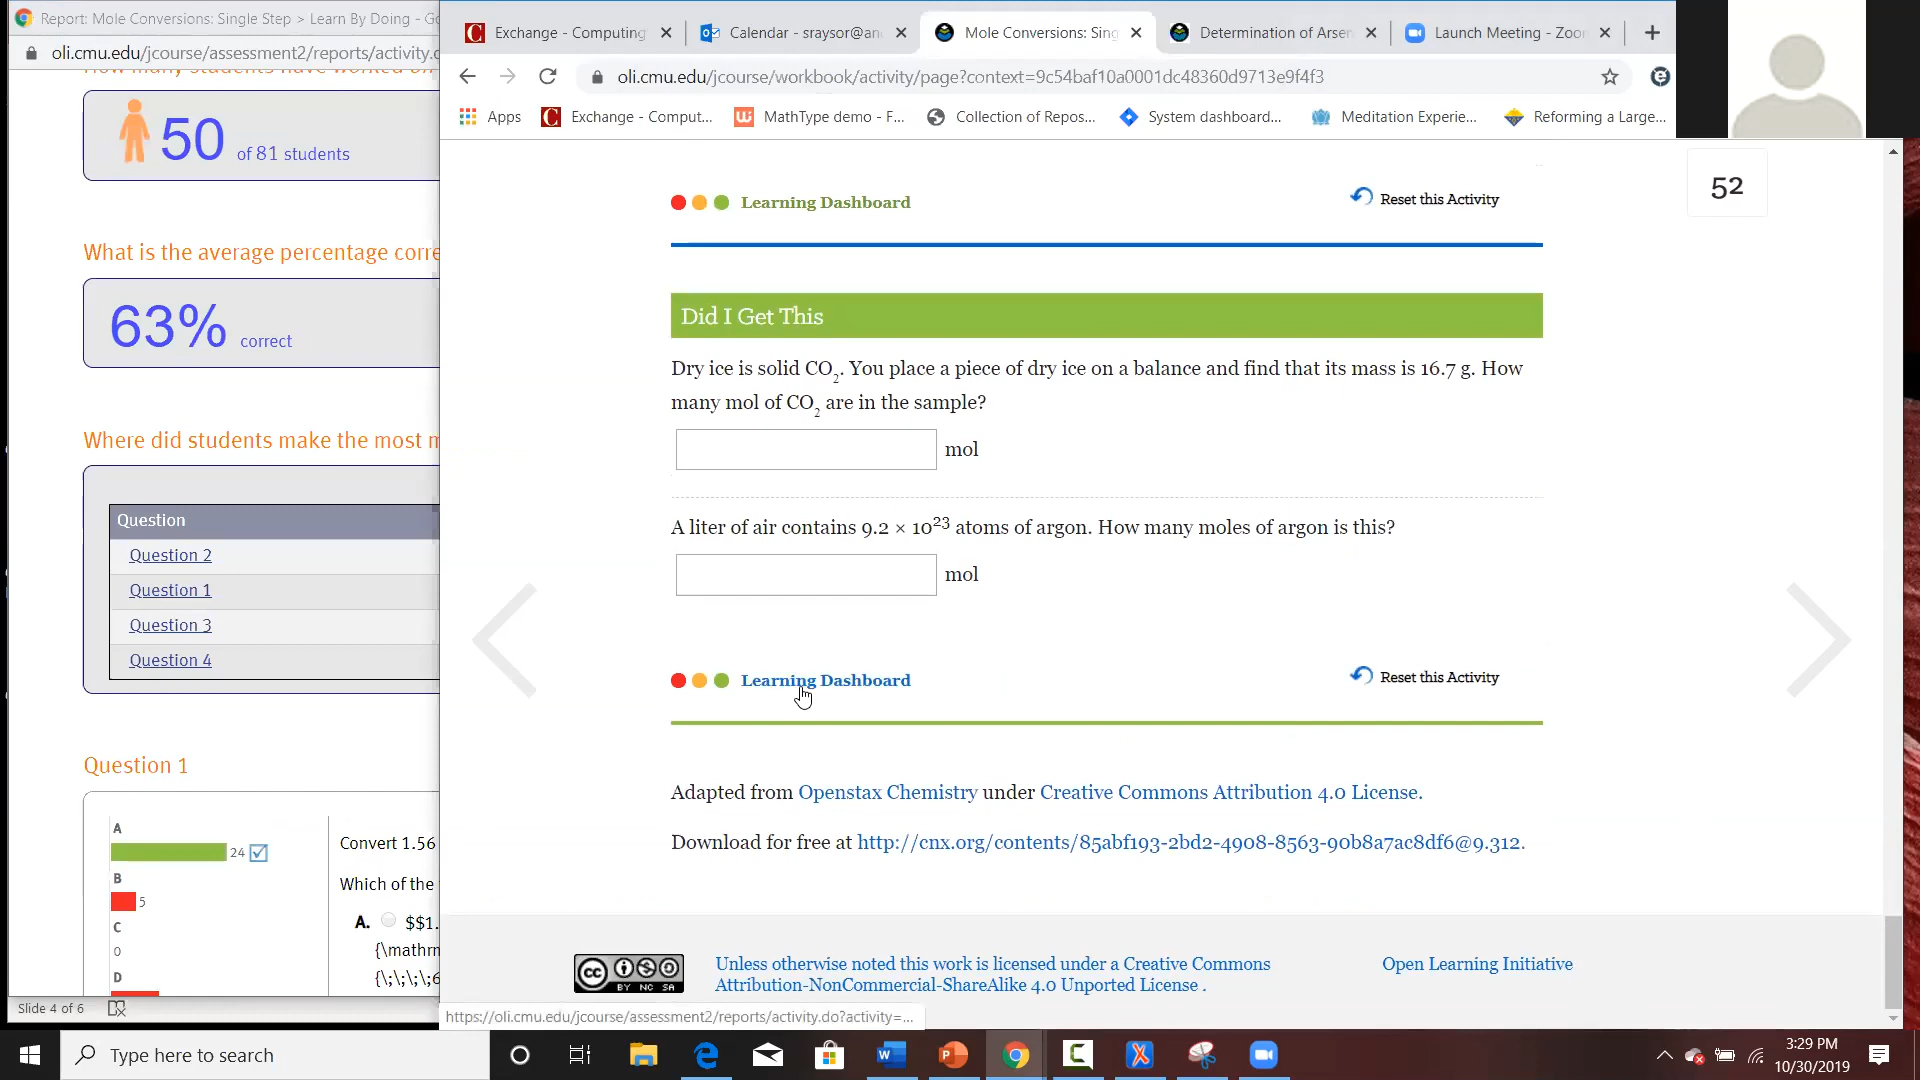 Report: Mole Conversions: Single Step > Learn By Doing - Go
oli.cmu.edu/jcourse/assessment2/reports/activity.d
50 of 81 students
What is the average percentage corre
63% correct
Where did students make the most m
Question
Question 2
Question 1
Question 3
Question 4
Question 1
A
24
B
5
C
0
D
Convert 1.56
Which of the
A. $$1.
{\mathrm
{\;\;\;\;6
Slide 4 of 6
Exchange - Computing
Calendar - sraysor@an
Mole Conversions: Sing
Determination of Arsen
Launch Meeting - Zoom
oli.cmu.edu/jcourse/workbook/activity/page?context=9c54baf10a0001dc48360d9713e9f4f3
Apps
Exchange - Comput...
MathType demo - F...
Collection of Repos...
System dashboard...
Meditation Experie...
Reforming a Large...
52
Learning Dashboard
Reset this Activity
Did I Get This
Dry ice is solid CO2. You place a piece of dry ice on a balance and find that its mass is 16.7 g. How
many mol of CO2 are in the sample?
mol
A liter of air contains 9.2 × 10^23 atoms of argon. How many moles of argon is this?
mol
Learning Dashboard
Reset this Activity
Adapted from Openstax Chemistry under Creative Commons Attribution 4.0 License.
Download for free at http://cnx.org/contents/85abf193-2bd2-4908-8563-90b8a7ac8df6@9.312.
cc BY NC SA
Unless otherwise noted this work is licensed under a Creative Commons
Attribution-NonCommercial-ShareAlike 4.0 Unported License .
Open Learning Initiative
https://oli.cmu.edu/jcourse/assessment2/reports/activity.do?activity=...
Type here to search
3:29 PM
10/30/2019